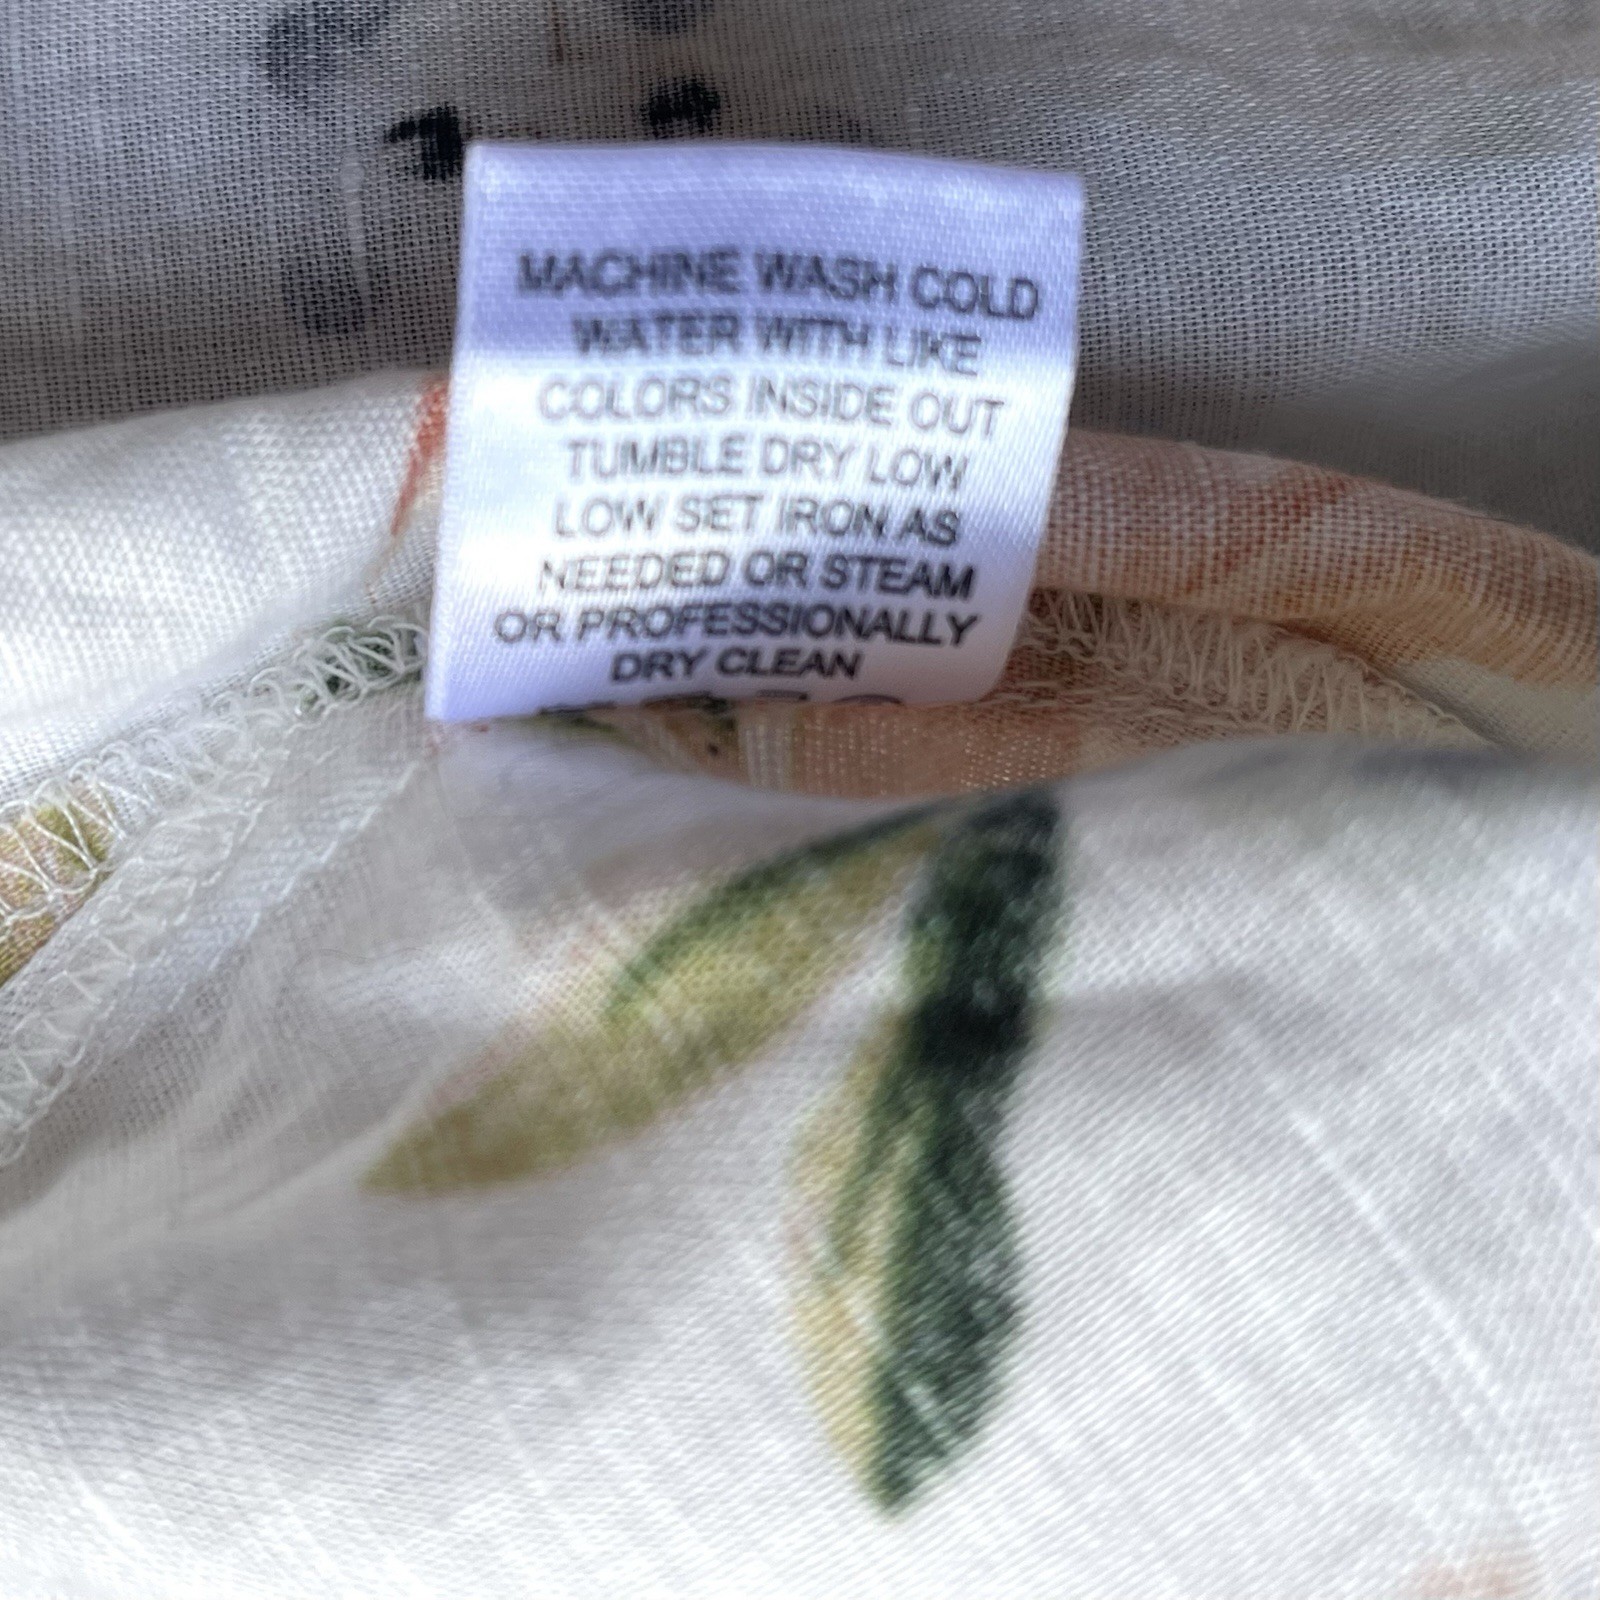 MACHINE WASH COLD
WATER WITH LIKE
COLORS INSIDE OUT
TUMBLE DRY LOW
LOW SET IRON AS
NEEDED OR STEAM
OR PROFESSIONALLY
DRY CLEAN